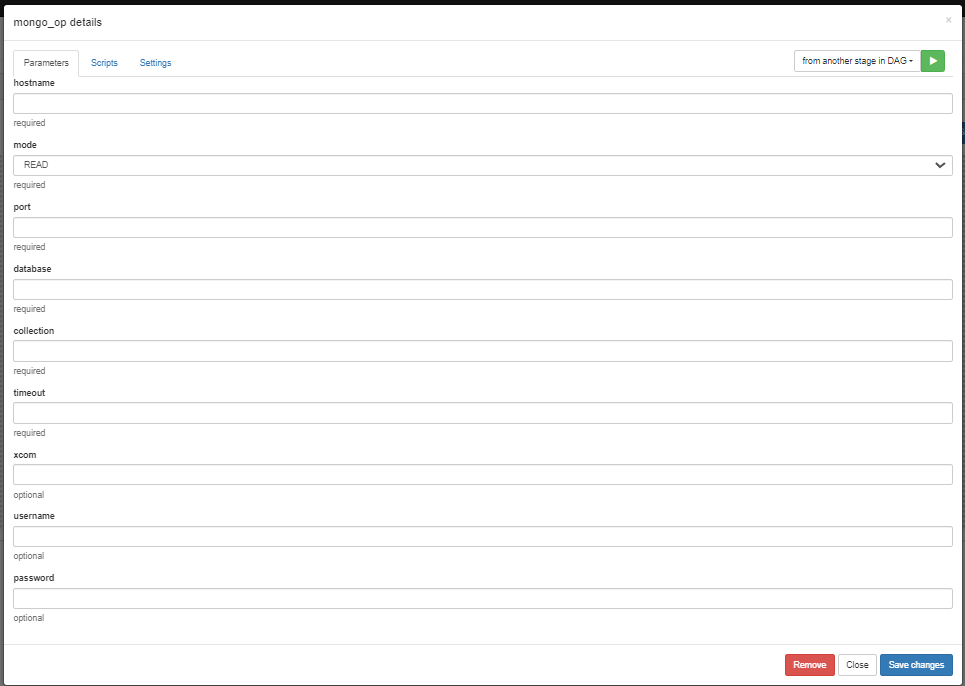 mongo_op details
×
Parameters Scripts Settings from another stage in DAG
hostname
required
mode
READ
required
port
required
database
required
collection
required
timeout
required
xcom
optional
username
optional
password
optional
Remove Close Save changes